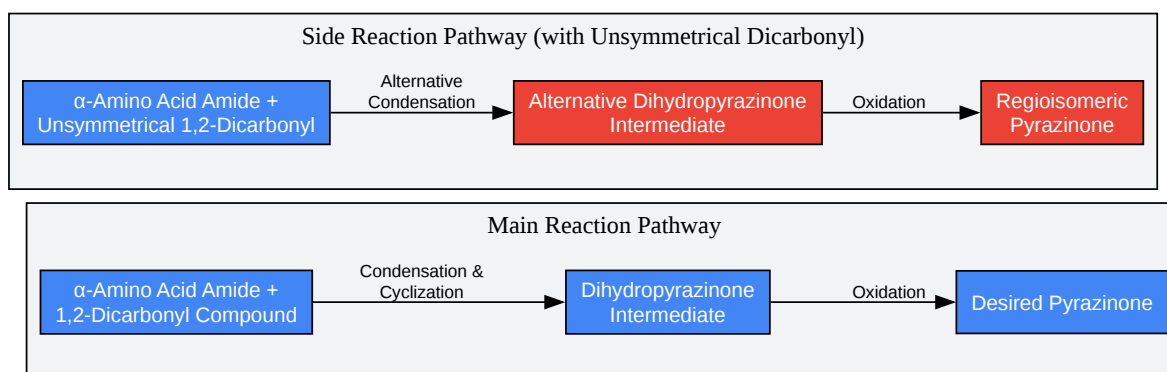 Side Reaction Pathway (with Unsymmetrical Dicarbonyl)
α-Amino Acid Amide +
Unsymmetrical 1,2-Dicarbonyl
Alternative
Condensation
Alternative Dihydropyrazinone
Intermediate
Oxidation
Regioisomeric
Pyrazinone
Main Reaction Pathway
α-Amino Acid Amide +
1,2-Dicarbonyl Compound
Condensation &
Cyclization
Dihydropyrazinone
Intermediate
Oxidation
Desired Pyrazinone